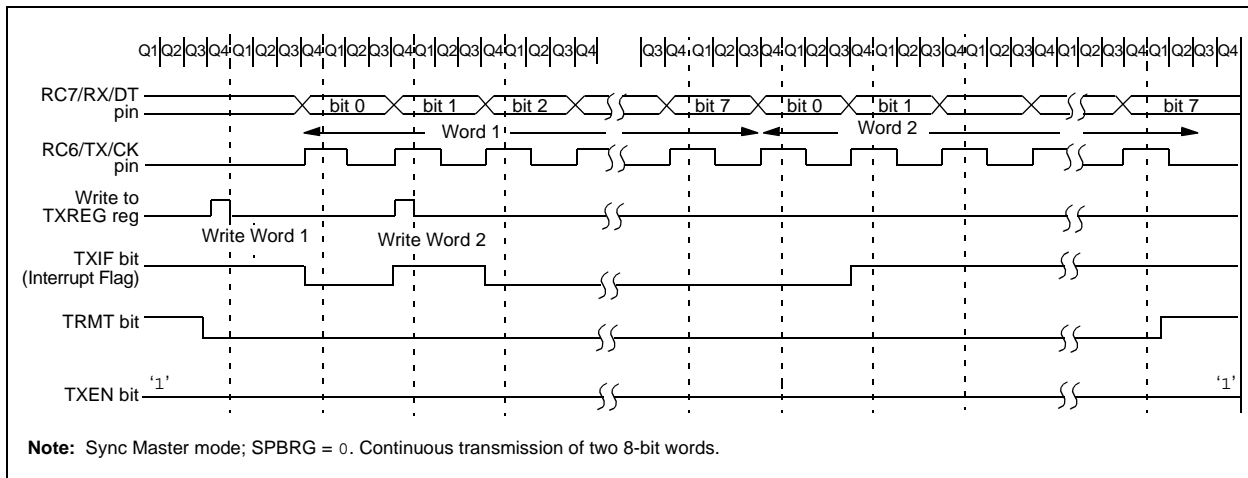 Q1 Q2 Q3 Q4 Q1 Q2 Q3 Q4 Q1 Q2 Q3 Q4 Q1 Q2 Q3 Q4 Q1 Q2 Q3 Q4 Q3 Q4 Q1 Q2 Q3 Q4 Q1 Q2 Q3 Q4 Q1 Q2 Q3 Q4 Q1 Q2 Q3 Q4 Q1 Q2 Q3 Q4 Q1 Q2 Q3 Q4
RC7/RX/DT
pin
bit 0 bit 1 bit 2 bit 7 bit 0 bit 1 bit 7
Word 1 Word 2
RC6/TX/CK
pin
Write to
TXREG reg
Write Word 1 Write Word 2
TXIF bit
(Interrupt Flag)
TRMT bit
TXEN bit
‘1’ ‘1’
Note: Sync Master mode; SPBRG = 0. Continuous transmission of two 8-bit words.